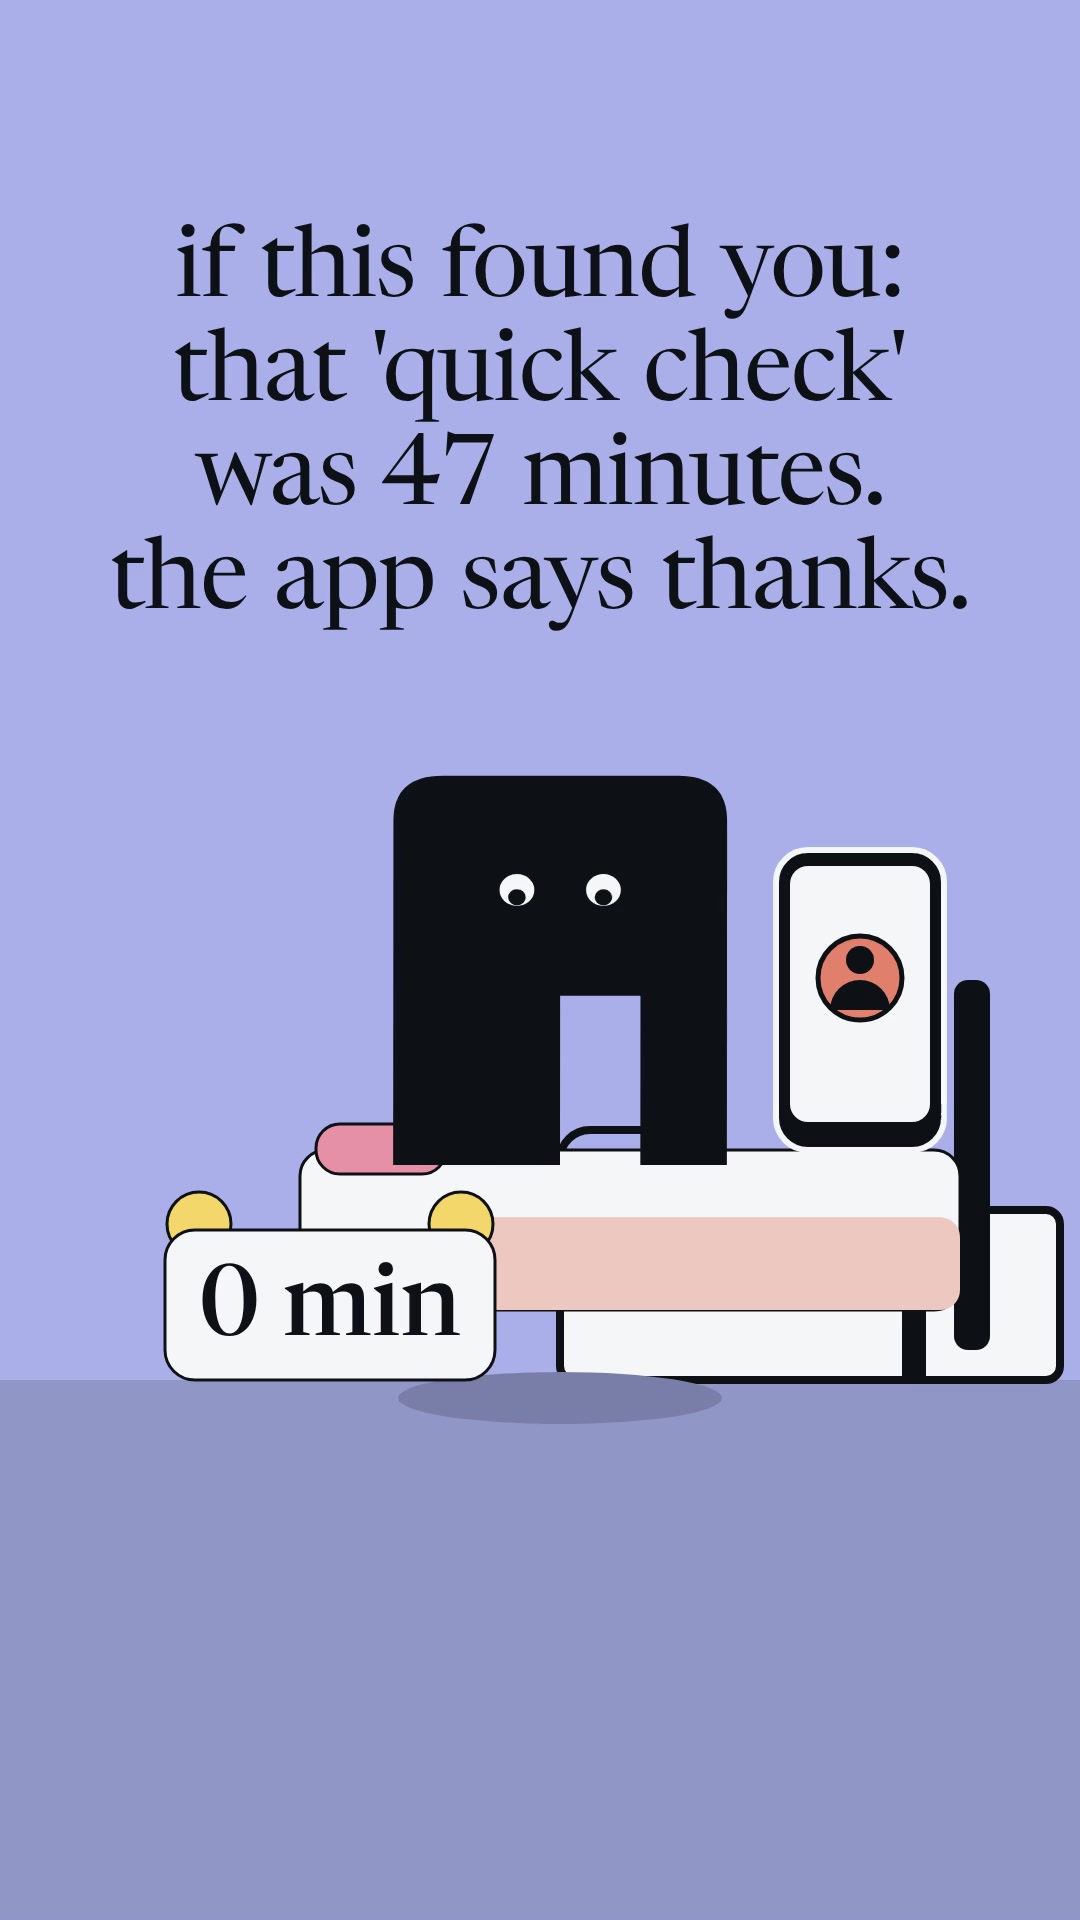 if this found you:
that 'quick check'
was 47 minutes.
the app says thanks.
0 min